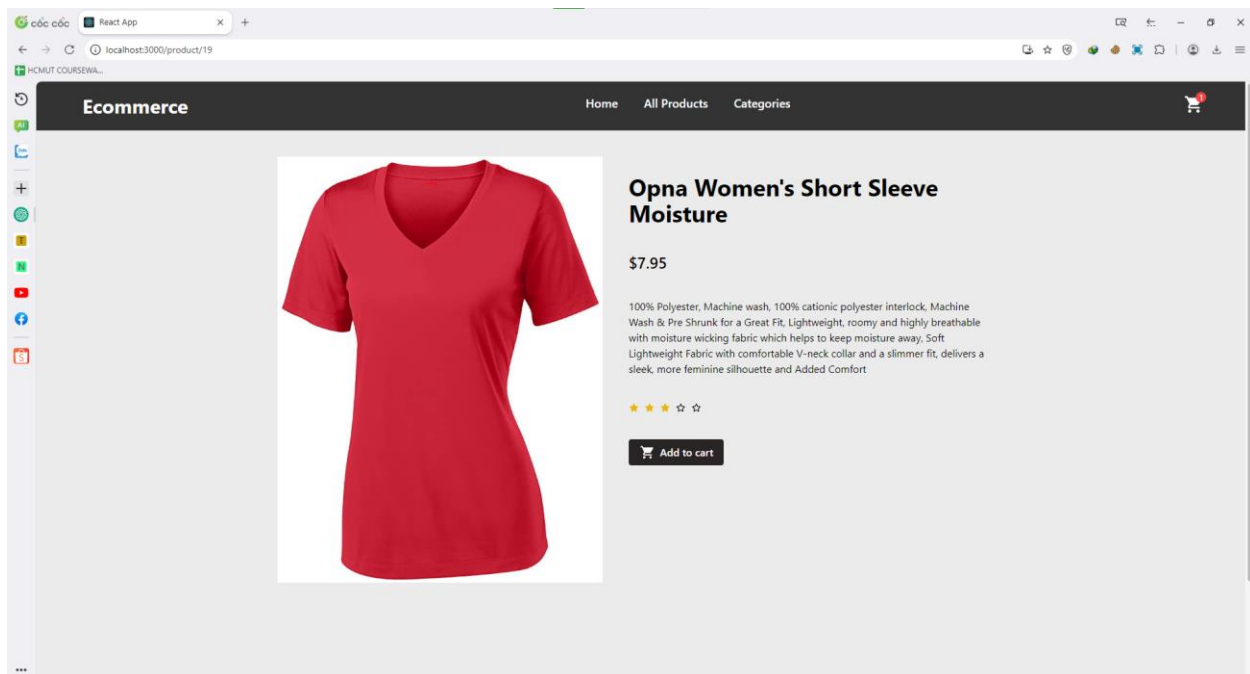 cốc cốc
React App
localhost:3000/product/19
HCMUT COURSEWA...
Ecommerce
Home
All Products
Categories
1
Opna Women's Short Sleeve
Moisture
$7.95
100% Polyester, Machine wash, 100% cationic polyester interlock, Machine
Wash & Pre Shrunk for a Great Fit, Lightweight, roomy and highly breathable
with moisture wicking fabric which helps to keep moisture away, Soft
Lightweight Fabric with comfortable V-neck collar and a slimmer fit, delivers a
sleek, more feminine silhouette and Added Comfort
Add to cart
AI
T
N
S